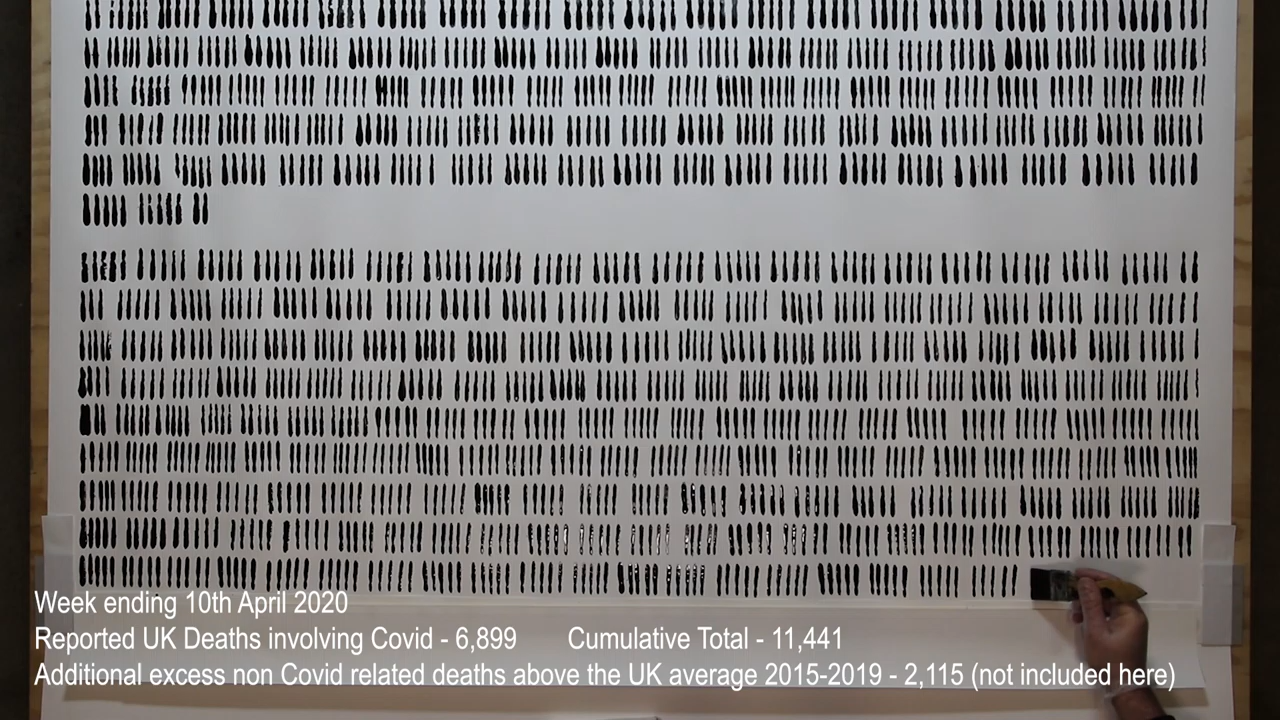 Week ending 10th April 2020
Reported UK Deaths involving Covid - 6,899 Cumulative Total - 11,441
Additional excess non Covid related deaths above the UK average 2015-2019 - 2,115 (not included here)